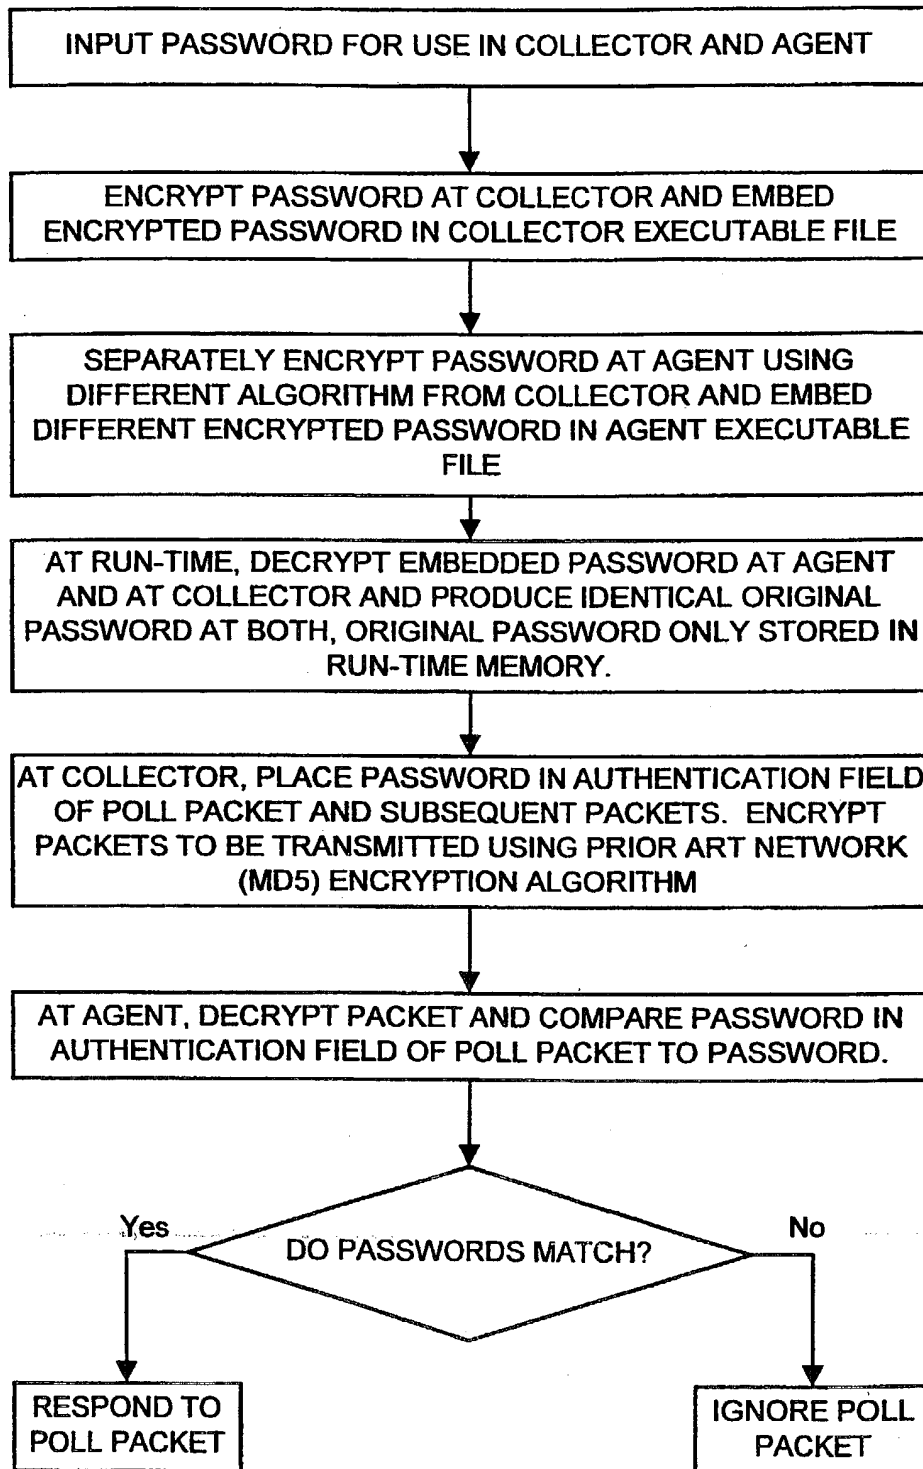 INPUT PASSWORD FOR USE IN COLLECTOR AND AGENT
ENCRYPT PASSWORD AT COLLECTOR AND EMBED
ENCRYPTED PASSWORD IN COLLECTOR EXECUTABLE FILE
SEPARATELY ENCRYPT PASSWORD AT AGENT USING
DIFFERENT ALGORITHM FROM COLLECTOR AND EMBED
DIFFERENT ENCRYPTED PASSWORD IN AGENT EXECUTABLE
FILE
AT RUN-TIME, DECRYPT EMBEDDED PASSWORD AT AGENT
AND AT COLLECTOR AND PRODUCE IDENTICAL ORIGINAL
PASSWORD AT BOTH, ORIGINAL PASSWORD ONLY STORED IN
RUN-TIME MEMORY.
AT COLLECTOR, PLACE PASSWORD IN AUTHENTICATION FIELD
OF POLL PACKET AND SUBSEQUENT PACKETS. ENCRYPT
PACKETS TO BE TRANSMITTED USING PRIOR ART NETWORK
(MD5) ENCRYPTION ALGORITHM
AT AGENT, DECRYPT PACKET AND COMPARE PASSWORD IN
AUTHENTICATION FIELD OF POLL PACKET TO PASSWORD.
Yes
No
DO PASSWORDS MATCH?
RESPOND TO
POLL PACKET
IGNORE POLL
PACKET